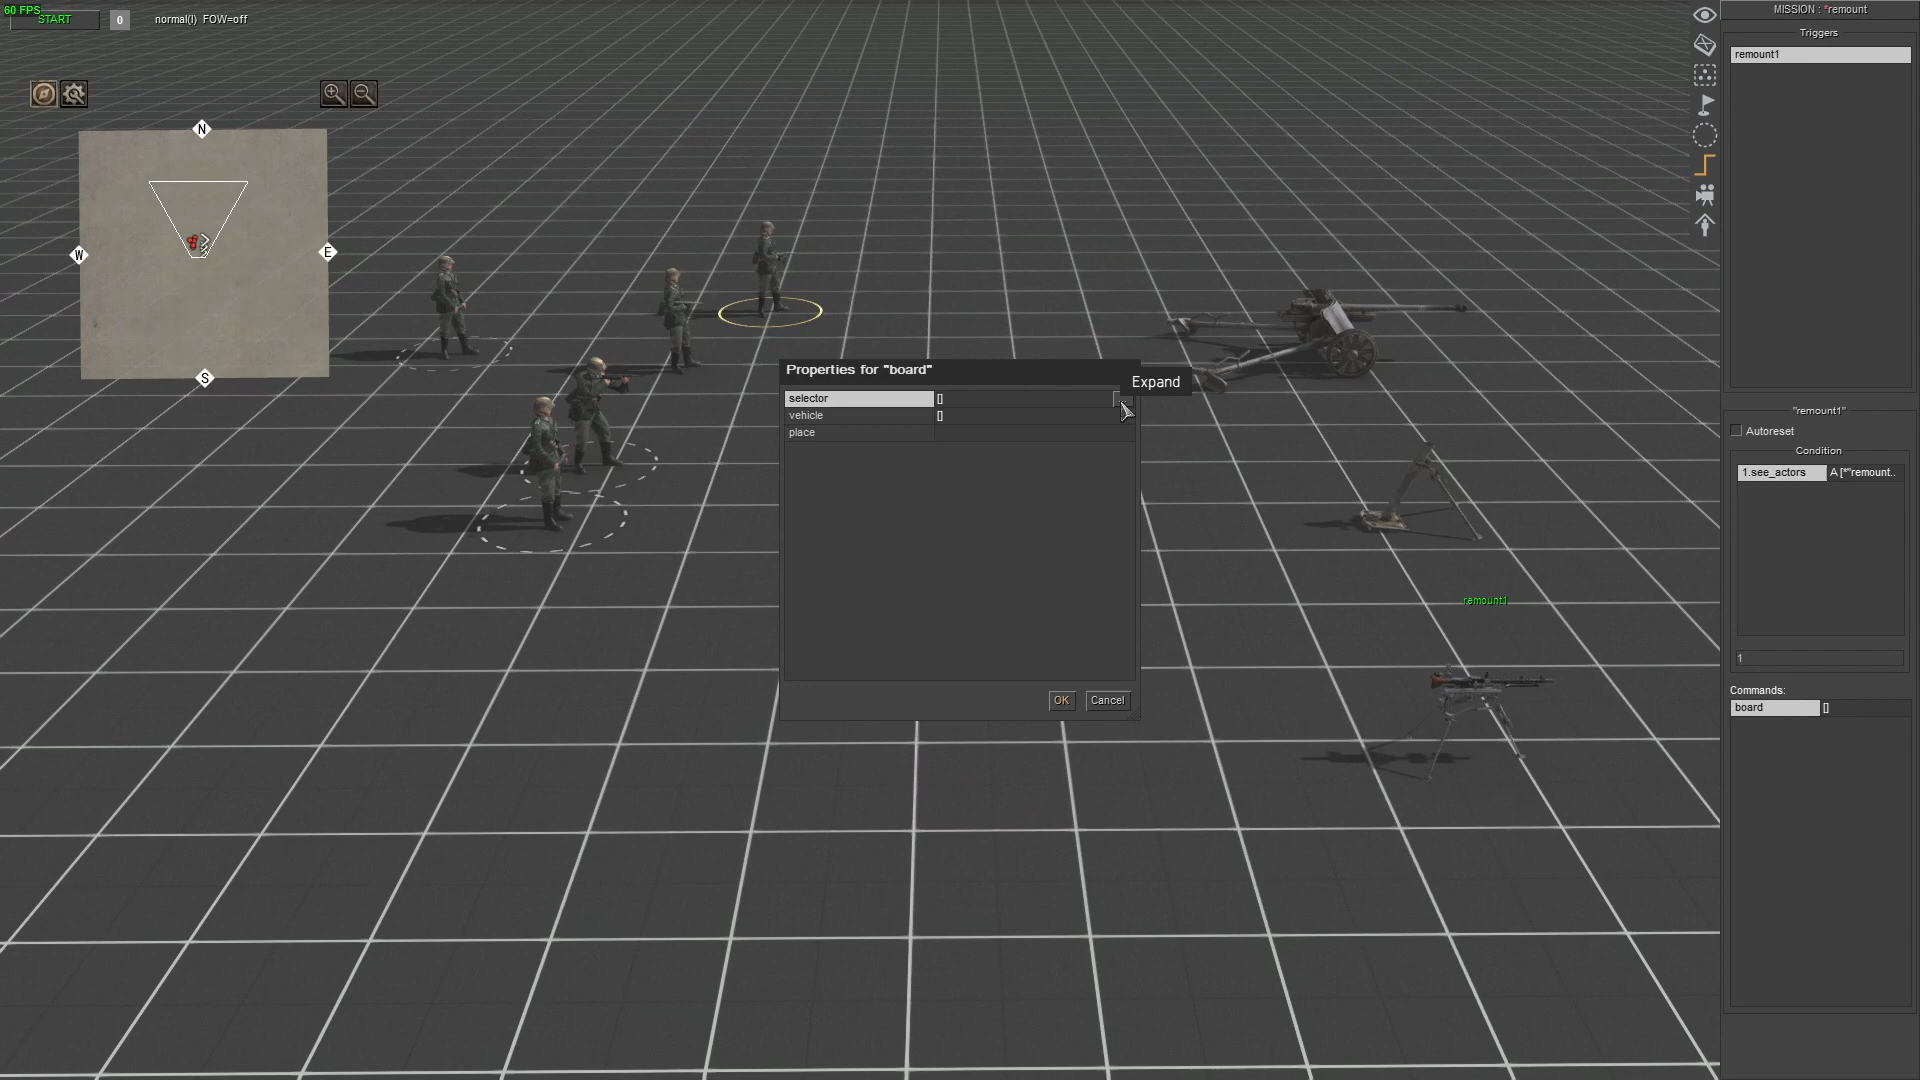 60 FPS
START
0
normal(I) FOW=off
N
W
E
S
Properties for "board"
Expand
selector []
vehicle []
place
OK
Cancel
remount1
MISSION : *remount
Triggers
remount1
"remount1"
Autoreset
Condition
1.see_actors A [*"remount..
1
Commands:
board []